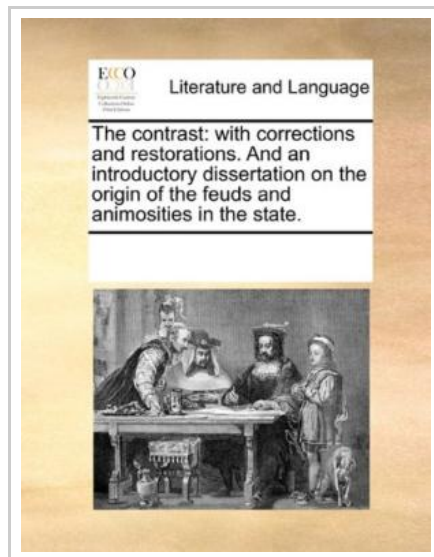 ECCO
Literature and Language
The contrast: with corrections
and restorations. And an
introductory dissertation on the
origin of the feuds and
animosities in the state.